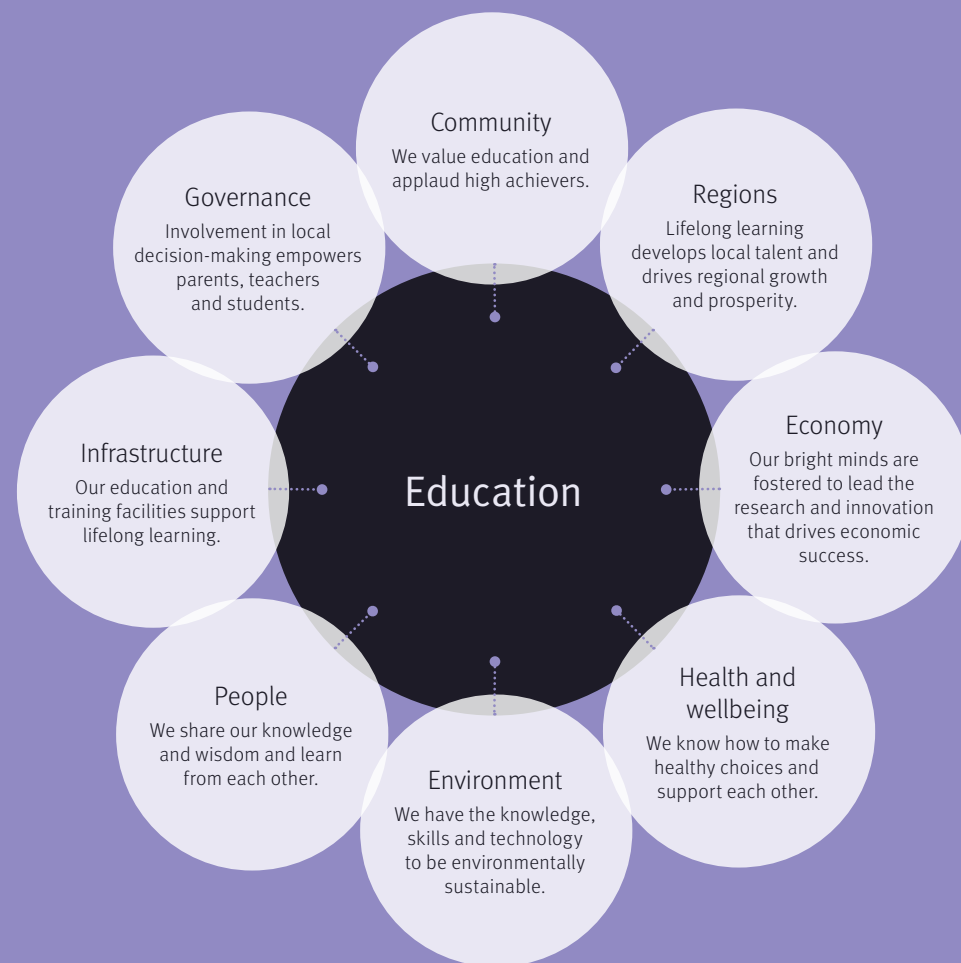 Community
We value education and
applaud high achievers.
Regions
Lifelong learning
develops local talent and
drives regional growth
and prosperity.
Economy
Our bright minds are
fostered to lead the
research and innovation
that drives economic
success.
Health and
wellbeing
We know how to make
healthy choices and
support each other.
Environment
We have the knowledge,
skills and technology
to be environmentally
sustainable.
People
We share our knowledge
and wisdom and learn
from each other.
Infrastructure
Our education and
training facilities support
lifelong learning.
Governance
Involvement in local
decision-making empowers
parents, teachers
and students.
Education